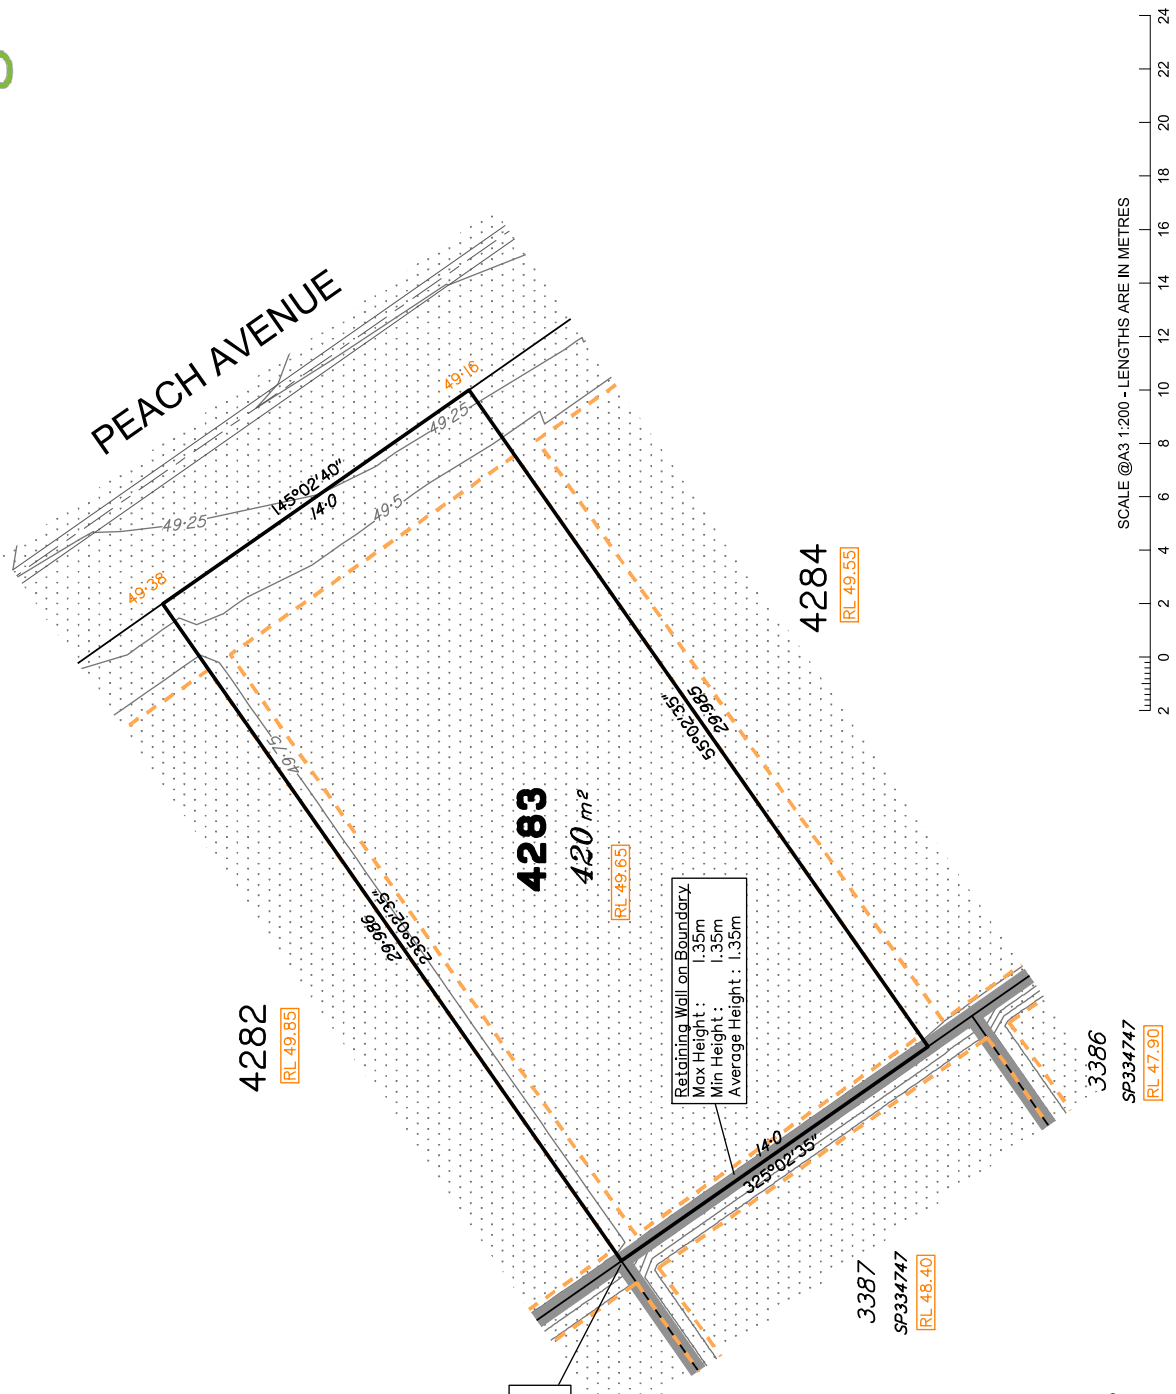 PEACH AVENUE
49·38
49·16
49·25
49·25
49·5
145°02'40"
14·0
49·75
29·986
235°02'35"
55°02'35"
29·985
4282
RL 49.85
4283
420 m²
RL 49.65
4284
RL 49.55
Retaining Wall on Boundary
Max Height : 1.35m
Min Height : 1.35m
Average Height : 1.35m
14·0
325°02'35"
3387
SP334747
RL 48.40
3386
SP334747
RL 47.90
SCALE @A3 1:200 - LENGTHS ARE IN METRES
2 0 2 4 6 8 10 12 14 16 18 20 22 24